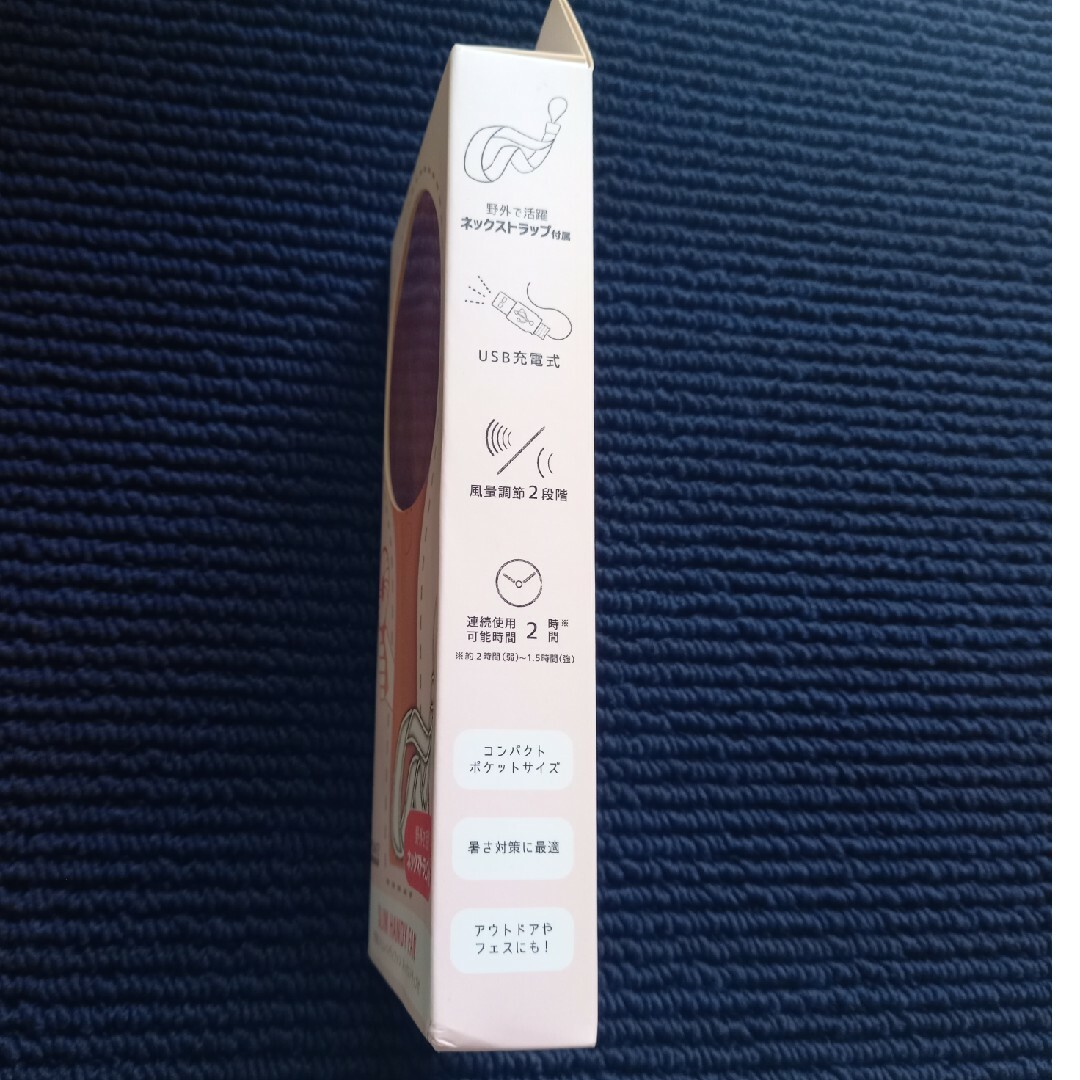 野外で活躍
ネックストラップ付属
USB充電式
風量調節2段階
連続使用
可能時間 2時間※
※約2時間(弱)~1.5時間(強)
コンパクト
ポケットサイズ
暑さ対策に最適
アウトドアや
フェスにも!
HANDY FAN